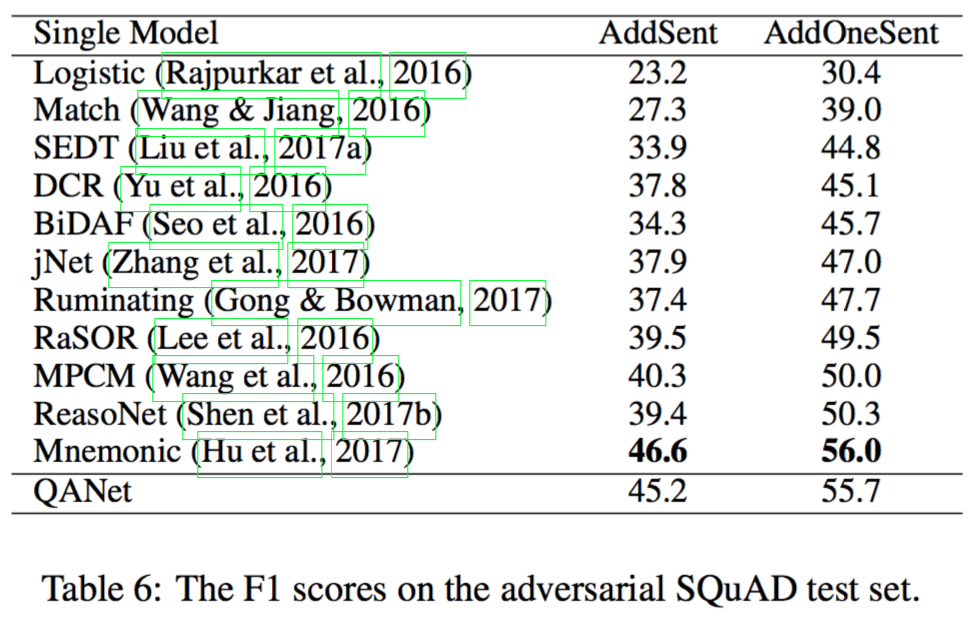 Single Model AddSent AddOneSent
Logistic (Rajpurkar et al., 2016) 23.2 30.4
Match (Wang & Jiang, 2016) 27.3 39.0
SEDT (Liu et al., 2017a) 33.9 44.8
DCR (Yu et al., 2016) 37.8 45.1
BiDAF (Seo et al., 2016) 34.3 45.7
jNet (Zhang et al., 2017) 37.9 47.0
Ruminating (Gong & Bowman, 2017) 37.4 47.7
RaSOR (Lee et al., 2016) 39.5 49.5
MPCM (Wang et al., 2016) 40.3 50.0
ReasoNet (Shen et al., 2017b) 39.4 50.3
Mnemonic (Hu et al., 2017) 46.6 56.0
QANet 45.2 55.7
Table 6: The F1 scores on the adversarial SQuAD test set.